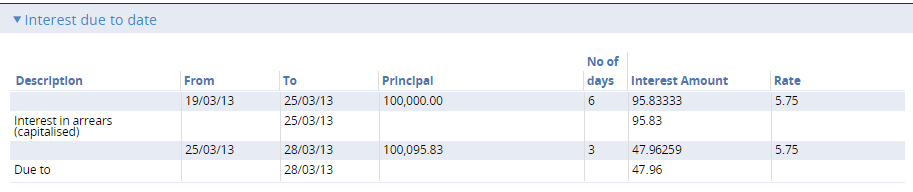 Interest due to date
No of
Description From To Principal days Interest Amount Rate
19/03/13 25/03/13 100,000.00 6 95.83333 5.75
Interest in arrears 25/03/13 95.83
(capitalised)
25/03/13 28/03/13 100,095.83 3 47.96259 5.75
Due to 28/03/13 47.96